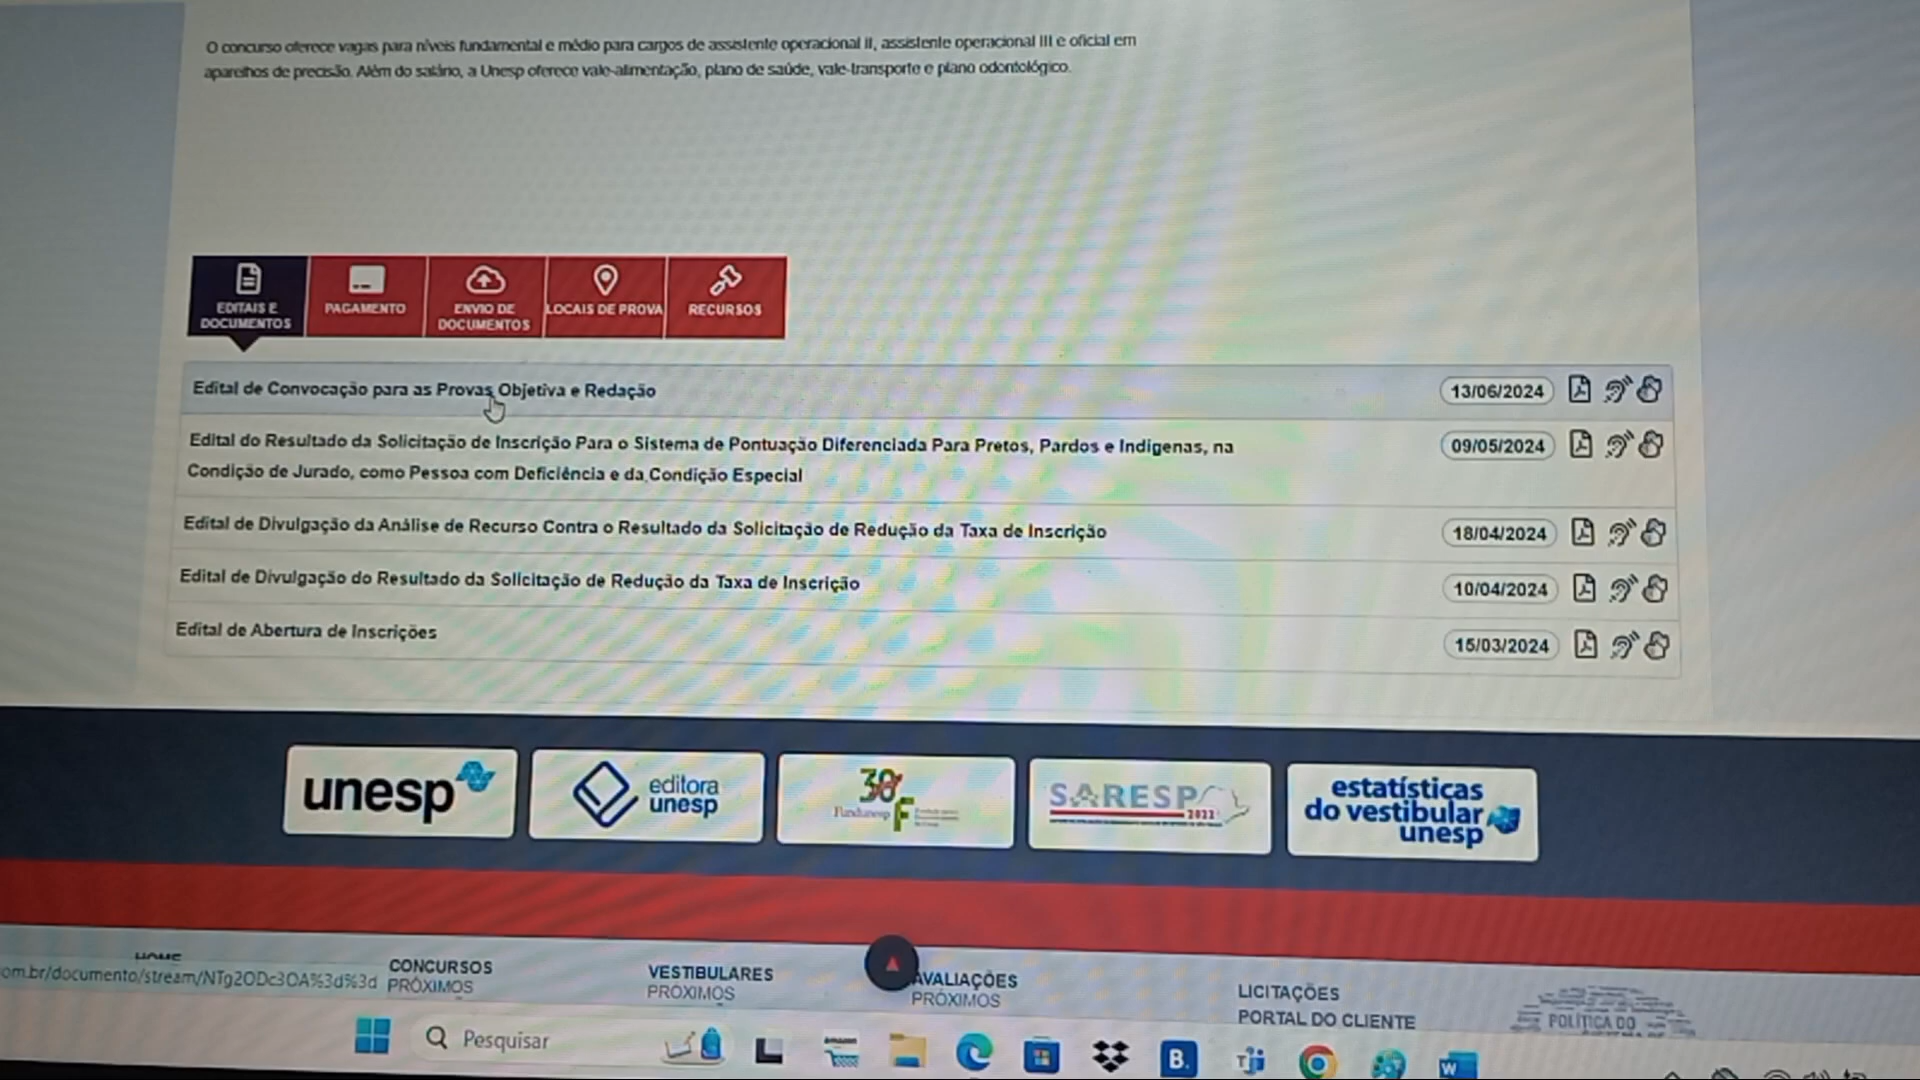 O concurso oferece vagas para níveis fundamental e médio para cargos de assistente operacional II, assistente operacional III e oficial em
aparelhos de precisão. Além do salário, a Unesp oferece vale-alimentação, plano de saúde, vale-transporte e plano odontológico.
EDITAIS E
DOCUMENTOS
PAGAMENTO
ENVIO DE
DOCUMENTOS
LOCAIS DE PROVA
RECURSOS
Edital de Convocação para as Provas Objetiva e Redação 13/06/2024
Edital do Resultado da Solicitação de Inscrição Para o Sistema de Pontuação Diferenciada Para Pretos, Pardos e Indígenas, na 09/05/2024
Condição de Jurado, como Pessoa com Deficiência e da Condição Especial
Edital de Divulgação da Análise de Recurso Contra o Resultado da Solicitação de Redução da Taxa de Inscrição 18/04/2024
Edital de Divulgação do Resultado da Solicitação de Redução da Taxa de Inscrição 10/04/2024
Edital de Abertura de Inscrições 15/03/2024
unesp
editora
unesp
38
Fundunesp
SARESP
2022
estatísticas
do vestibular
unesp
om.br/documento/stream/NTg2ODc3OA%3d%3d
CONCURSOS
PRÓXIMOS
VESTIBULARES
PRÓXIMOS
AVALIAÇÕES
PRÓXIMOS
LICITAÇÕES
PORTAL DO CLIENTE
POLÍTICA DO
Pesquisar
amazon
B.
W